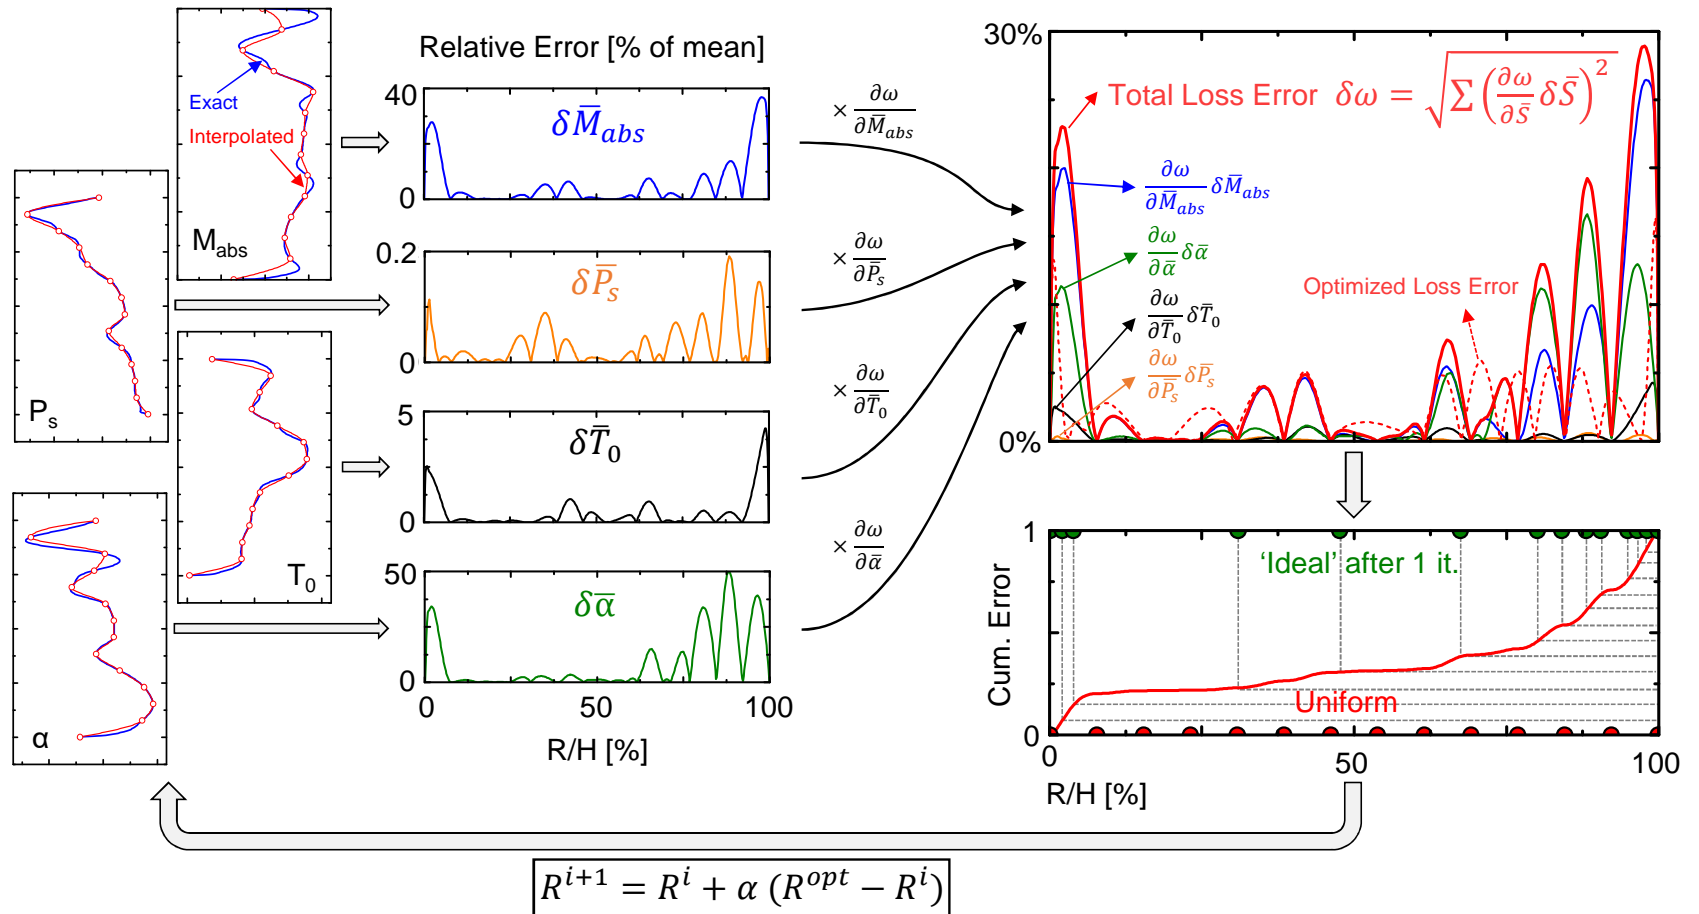 Exact
Interpolated
M_abs
P_s
T_0
α
Relative Error [% of mean]
40
0
δM̅_abs
0.2
0
δP̅_s
5
0
δT̅_0
50
0
δα̅
0
50
100
R/H [%]
× ∂ω/∂M̅_abs
× ∂ω/∂P̅_s
× ∂ω/∂T̅_0
× ∂ω/∂α̅
30%
0%
Total Loss Error δω = √(∑(∂ω/∂S̅ δS̅)²)
∂ω/∂M̅_abs δM̅_abs
∂ω/∂α̅ δα̅
∂ω/∂T̅_0 δT̅_0
∂ω/∂P̅_s δP̅_s
Optimized Loss Error
1
0
Cum. Error
'Ideal' after 1 it.
Uniform
0
50
100
R/H [%]
R^{i+1} = R^i + α (R^{opt} − R^i)